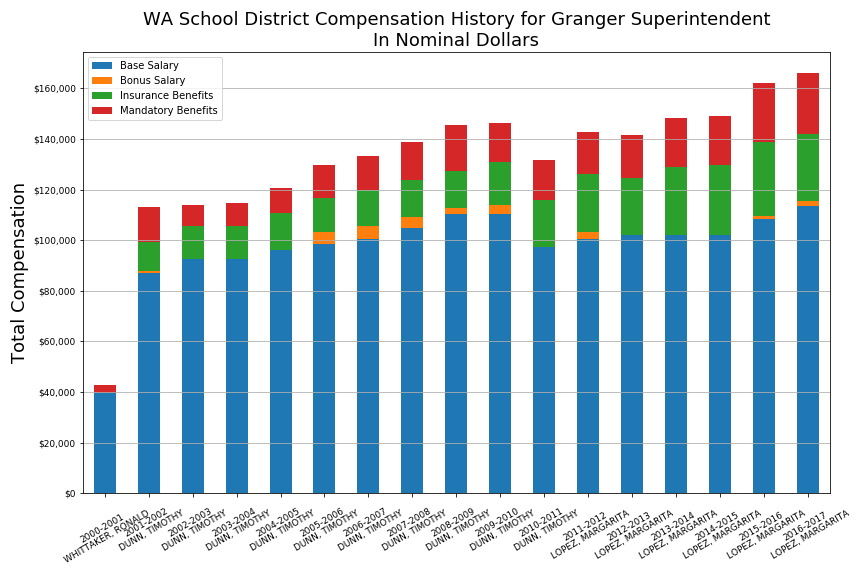 WA School District Compensation History for Granger Superintendent
In Nominal Dollars
Base Salary
Bonus Salary
Insurance Benefits
Mandatory Benefits
Total Compensation
$160,000
$140,000
$120,000
$100,000
$80,000
$60,000
$40,000
$20,000
$0
2000-2001
WHITTAKER, RONALD
2001-2002
DUNN, TIMOTHY
2002-2003
DUNN, TIMOTHY
2003-2004
DUNN, TIMOTHY
2004-2005
DUNN, TIMOTHY
2005-2006
DUNN, TIMOTHY
2006-2007
DUNN, TIMOTHY
2007-2008
DUNN, TIMOTHY
2008-2009
DUNN, TIMOTHY
2009-2010
DUNN, TIMOTHY
2010-2011
DUNN, TIMOTHY
2011-2012
LOPEZ, MARGARITA
2012-2013
LOPEZ, MARGARITA
2013-2014
LOPEZ, MARGARITA
2014-2015
LOPEZ, MARGARITA
2015-2016
LOPEZ, MARGARITA
2016-2017
LOPEZ, MARGARITA